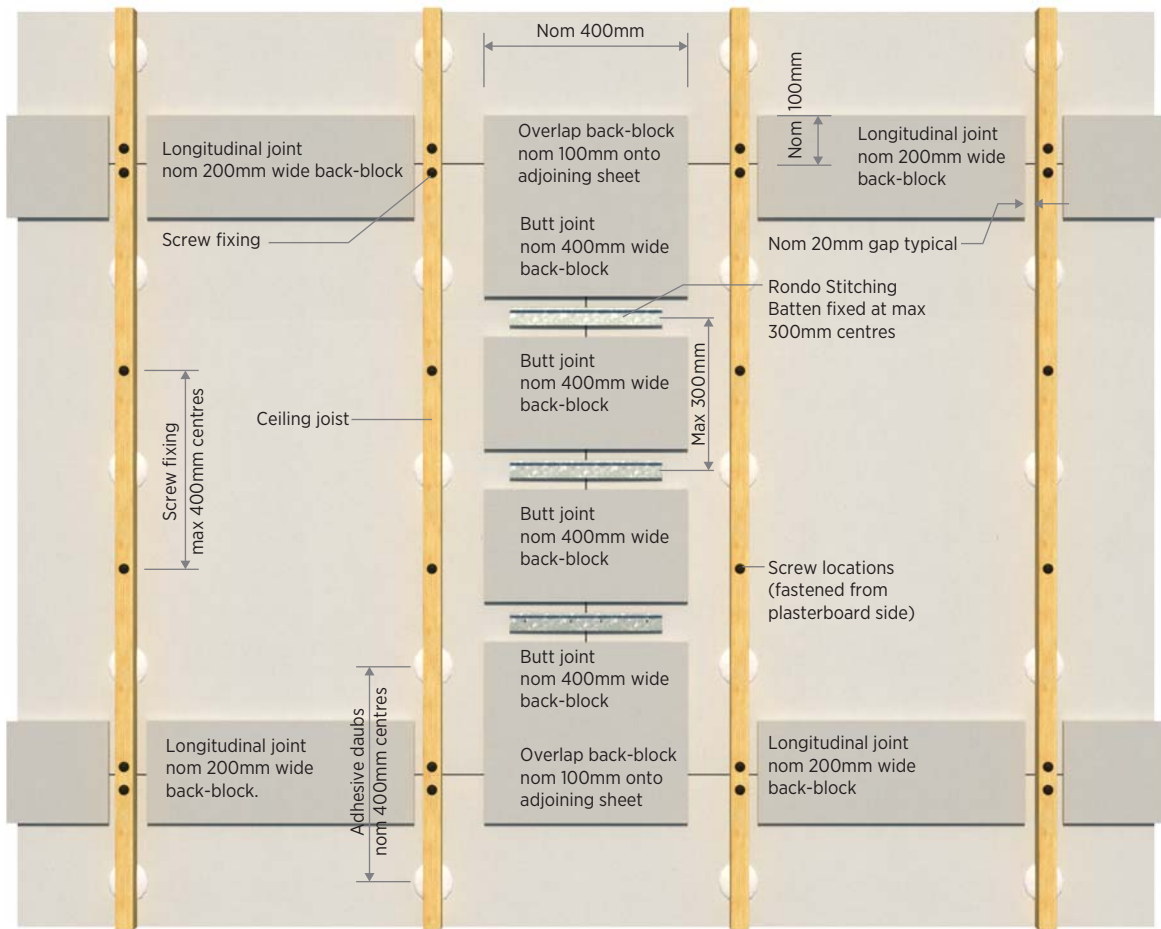 Nom 400mm
Nom 100mm
Longitudinal joint
nom 200mm wide back-block
Overlap back-block
nom 100mm onto
adjoining sheet
Longitudinal joint
nom 200mm wide
back-block
Screw fixing
Butt joint
nom 400mm wide
back-block
Nom 20mm gap typical
Rondo Stitching
Batten fixed at max
300mm centres
Butt joint
nom 400mm wide
back-block
Max 300mm
Ceiling joist
Screw fixing
max 400mm centres
Butt joint
nom 400mm wide
back-block
Screw locations
(fastened from
plasterboard side)
Butt joint
nom 400mm wide
back-block
Adhesive daubs
nom 400mm centres
Longitudinal joint
nom 200mm wide
back-block.
Overlap back-block
nom 100mm onto
adjoining sheet
Longitudinal joint
nom 200mm wide
back-block